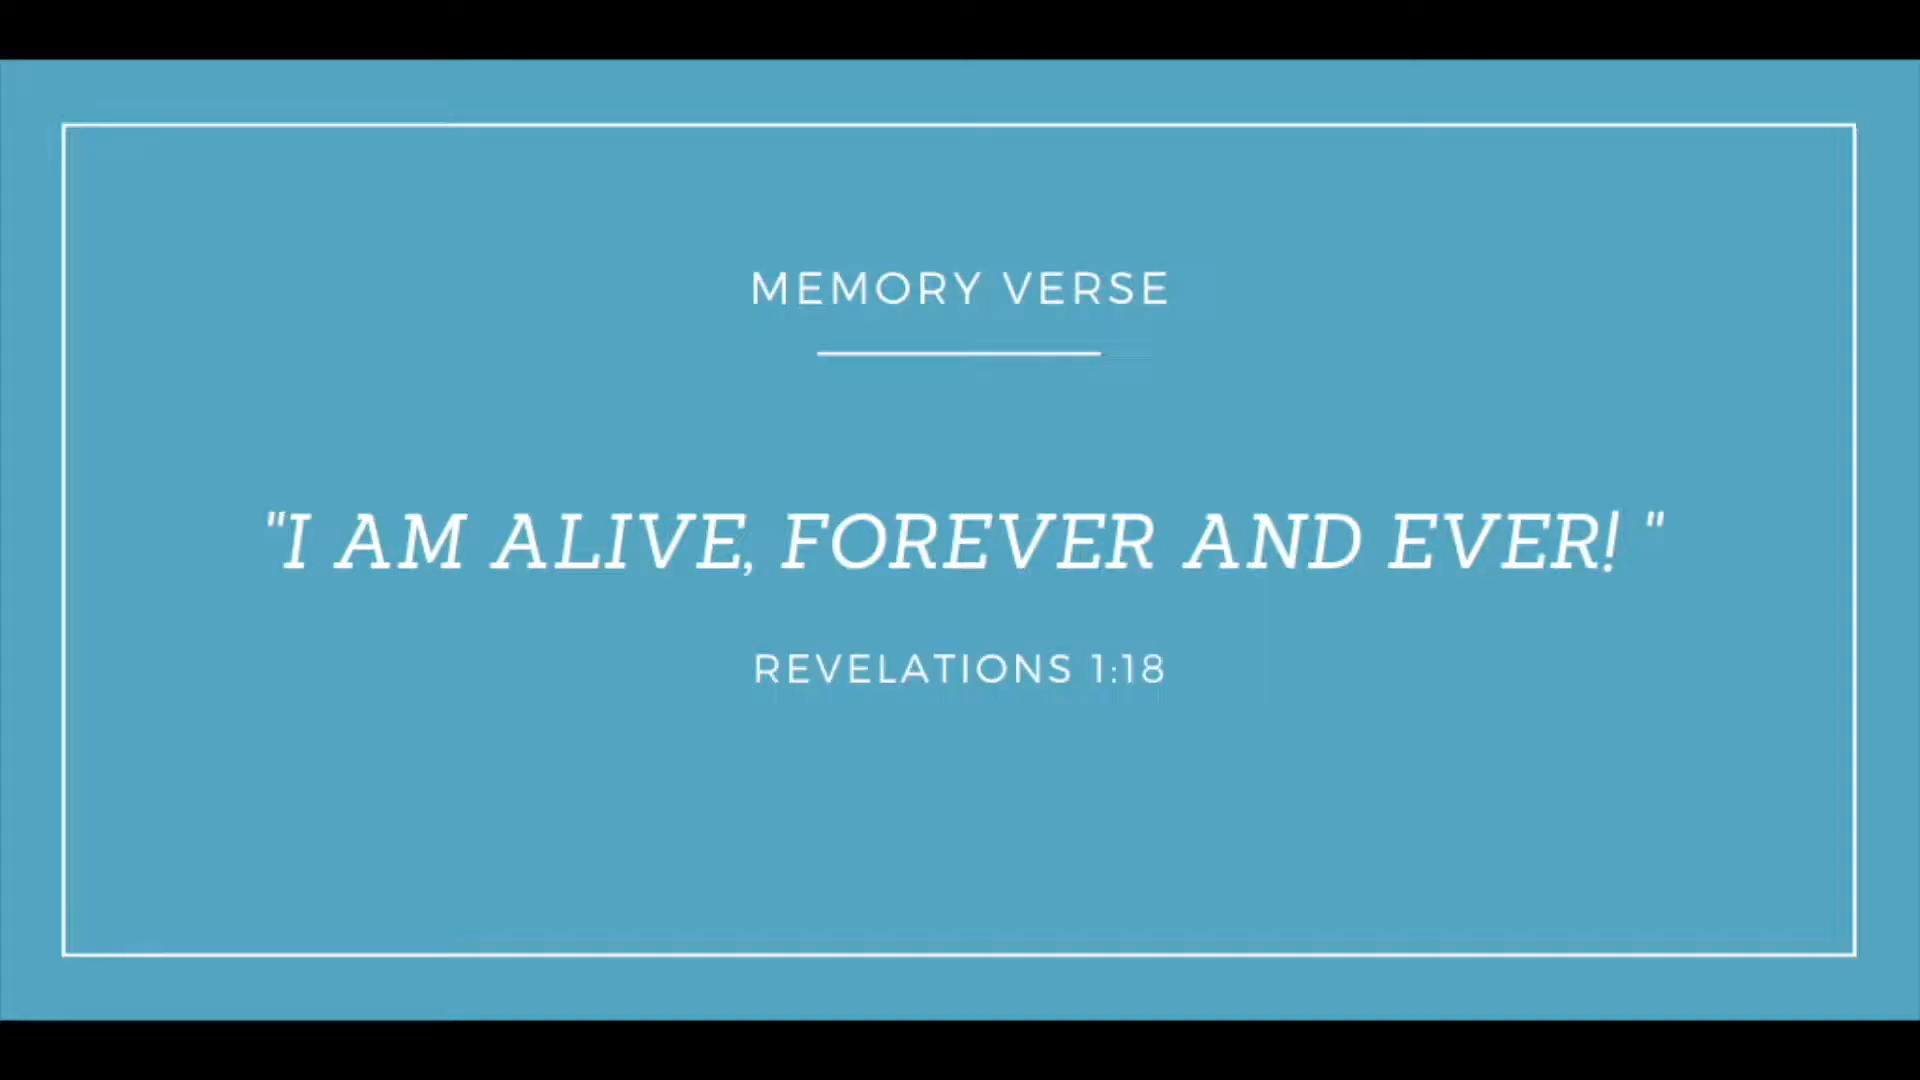 MEMORY VERSE
"I AM ALIVE, FOREVER AND EVER! "
REVELATIONS 1:18